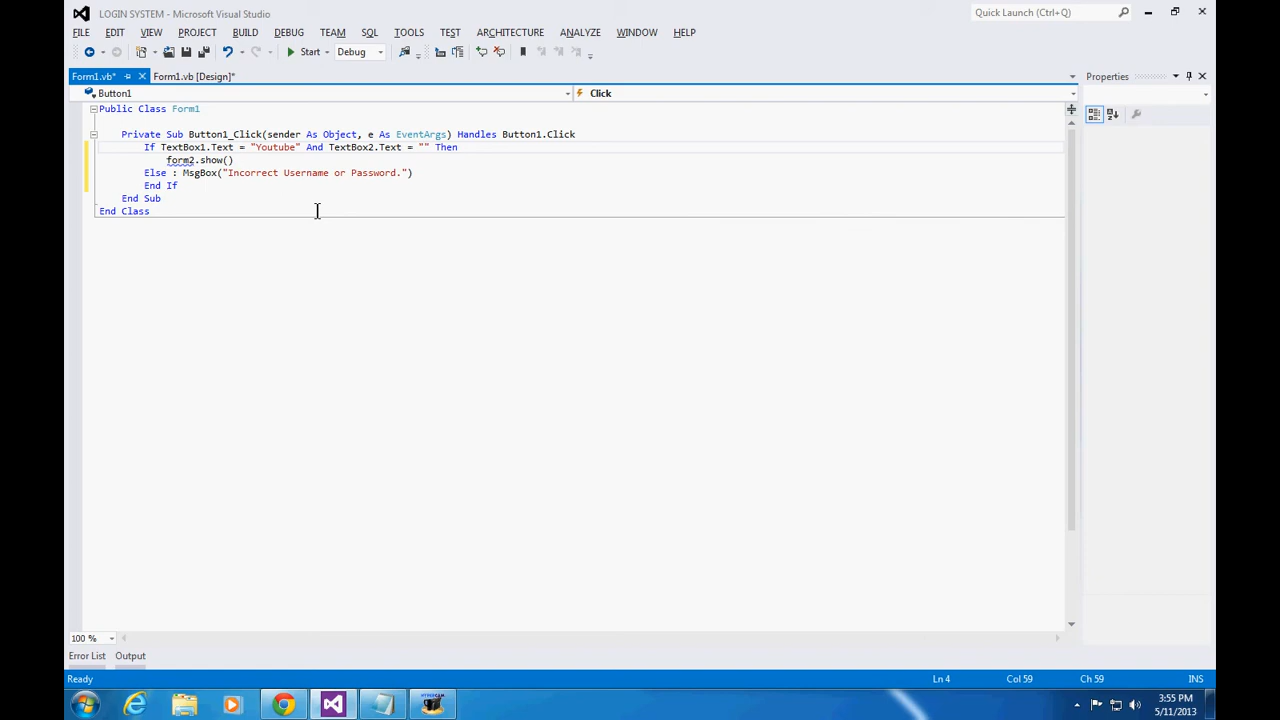 LOGIN SYSTEM - Microsoft Visual Studio
Quick Launch (Ctrl+Q)
FILE EDIT VIEW PROJECT BUILD DEBUG TEAM SQL TOOLS TEST ARCHITECTURE ANALYZE WINDOW HELP
Start Debug
Form1.vb* Form1.vb [Design]* Properties
Button1 Click
Public Class Form1
Private Sub Button1_Click(sender As Object, e As EventArgs) Handles Button1.Click
If TextBox1.Text = "Youtube" And TextBox2.Text = "" Then
form2.show()
Else : MsgBox("Incorrect Username or Password.")
End If
End Sub
End Class
100 %
Error List Output
Ready Ln 4 Col 59 Ch 59 INS
HYPERCAM
3:55 PM
5/11/2013